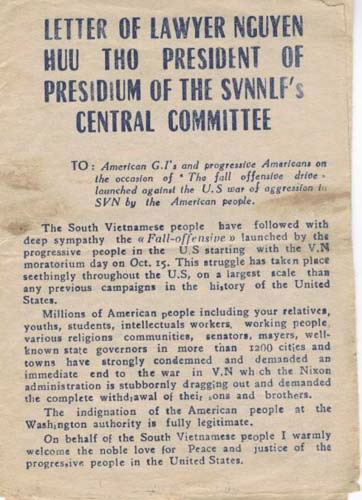 LETTER OF LAWYER NGUYEN
HUU THO PRESIDENT OF
PRESIDIUM OF THE SVNNLF's
CENTRAL COMMITTEE
TO : American G.I's and progressive Americans on
the occasion of " The fall offensive drive
launched against the U.S war of aggression in
SVN by the American people.
The South Vietnamese people have followed with
deep sympathy the « Fall-offensive » launched by the
progressive people in the U.S starting with the V.N
moratorium day on Oct. 15. This struggle has taken place
seethingly throughout the U.S, on a largest scale than
any previous campaigns in the history of the United
States.
Millions of American people including your relatives,
youths, students, intellectuals workers, working people,
various religions communities, senators, mayers, well-
known state governors in more than 1200 cities and
towns have strongly condemned and demanded an
immediate end to the war in V.N which the Nixon
administration is stubbornly dragging out and demanded
the complete withdrawal of their sons and brothers.
The indignation of the American people at the
Washington authority is fully legitimate.
On behalf of the South Vietnamese people I warmly
welcome the noble love for Peace and justice of the
progressive people in the United States.